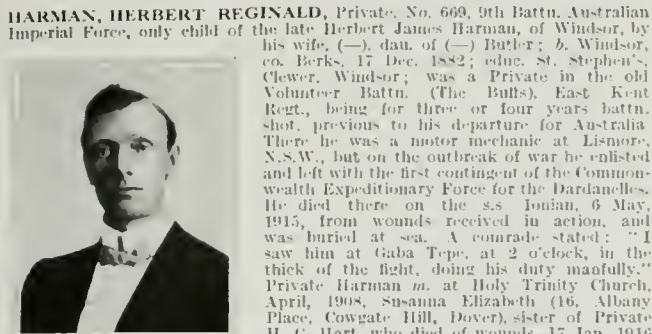 HARMAN, HERBERT REGINALD, Private, No. 669, 9th Battn. Australian
Imperial Force, only child of the late Herbert James Harman, of Windsor, by
his wife, (—), dau. of (—) Butler; b. Windsor,
co. Berks, 17 Dec. 1882; educ. St. Stephen's,
Clewer, Windsor; was a Private in the old
Volunteer Battn. (The Buffs), East Kent
Regt., being for three or four years battn.
shot, previous to his departure for Australia
There he was a motor mechanic at Lismore,
N.S.W., but on the outbreak of war he enlisted
and left with the first contingent of the Common-
wealth Expeditionary Force for the Dardanelles.
He died there on the s.s Ionian, 6 May,
1915, from wounds received in action, and
was buried at sea. A comrade stated: "I
saw him at Gaba Tepe, at 2 o'clock, in the
thick of the fight, doing his duty manfully."
Private Harman m. at Holy Trinity Church,
April, 1908, Susanna Elizabeth (16, Albany
Place, Cowgate Hill, Dover), sister of Private
Hart, who died of wounds, 17 Jan. 1916